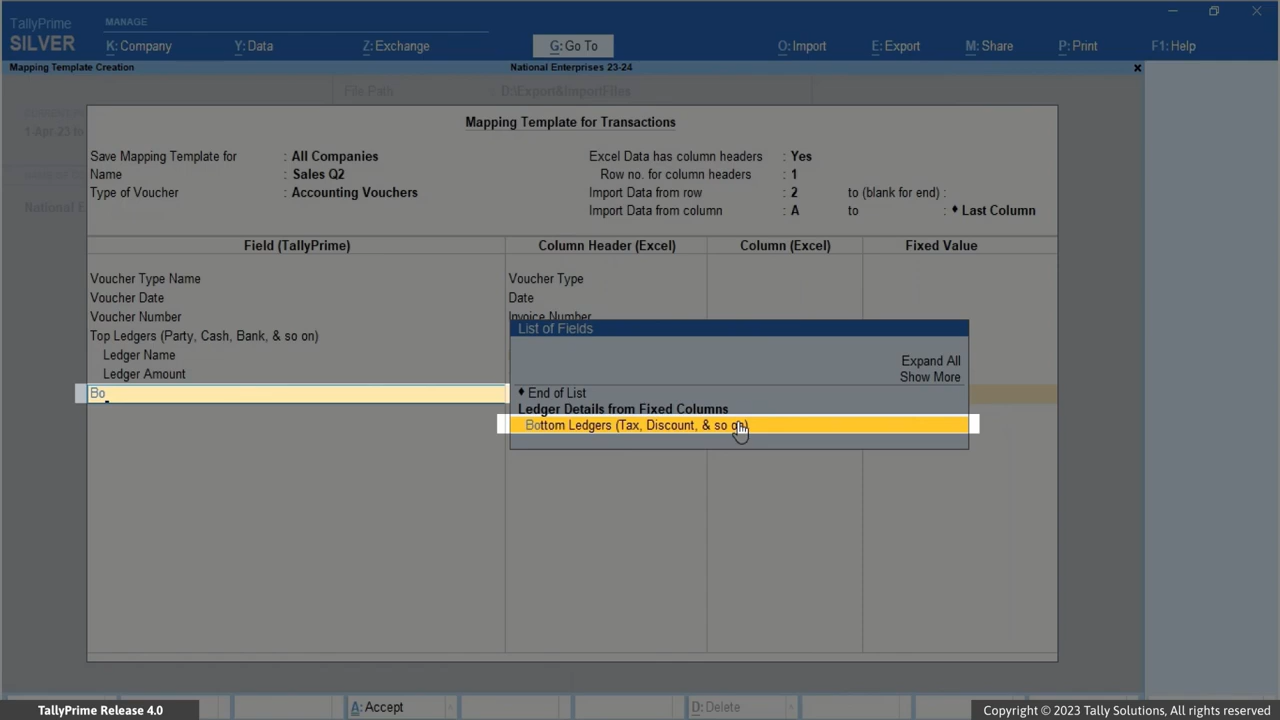 TallyPrime
MANAGE
SILVER
K: Company
Y: Data
Z: Exchange
G: Go To
O: Import
E: Export
M: Share
P: Print
F1: Help
Mapping Template Creation
National Enterprises 23-24
File Path
: D:\Export&ImportFiles
1-Apr-23 to
National E
Mapping Template for Transactions
Save Mapping Template for : All Companies
Excel Data has column headers : Yes
Name : Sales Q2
Row no. for column headers : 1
Type of Voucher : Accounting Vouchers
Import Data from row : 2 to (blank for end) :
Import Data from column : A to : ♦ Last Column
Field (TallyPrime) Column Header (Excel) Column (Excel) Fixed Value
Voucher Type Name Voucher Type
Voucher Date Date
Voucher Number Invoice Number
Top Ledgers (Party, Cash, Bank, & so on)
Ledger Name
Ledger Amount
Bo
List of Fields
Expand All
Show More
♦ End of List
Ledger Details from Fixed Columns
Bottom Ledgers (Tax, Discount, & so on)
A: Accept
D: Delete
TallyPrime Release 4.0
Copyright © 2023 Tally Solutions, All rights reserved